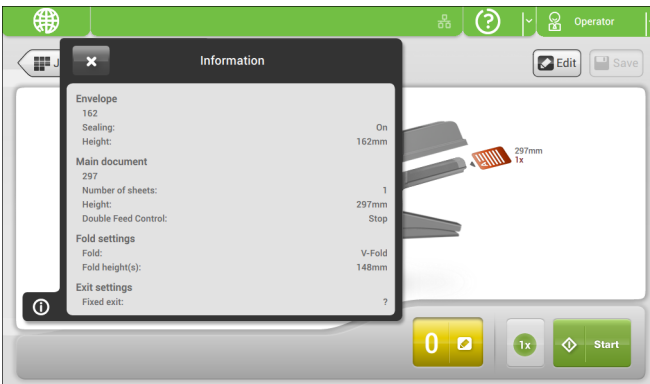 Operator
J
Information
Edit
Save
Envelope
162
Sealing: On
Height: 162mm
Main document
297
Number of sheets: 1
Height: 297mm
Double Feed Control: Stop
Fold settings
Fold: V-Fold
Fold height(s): 148mm
Exit settings
Fixed exit: ?
297mm
1x
0
1x
Start